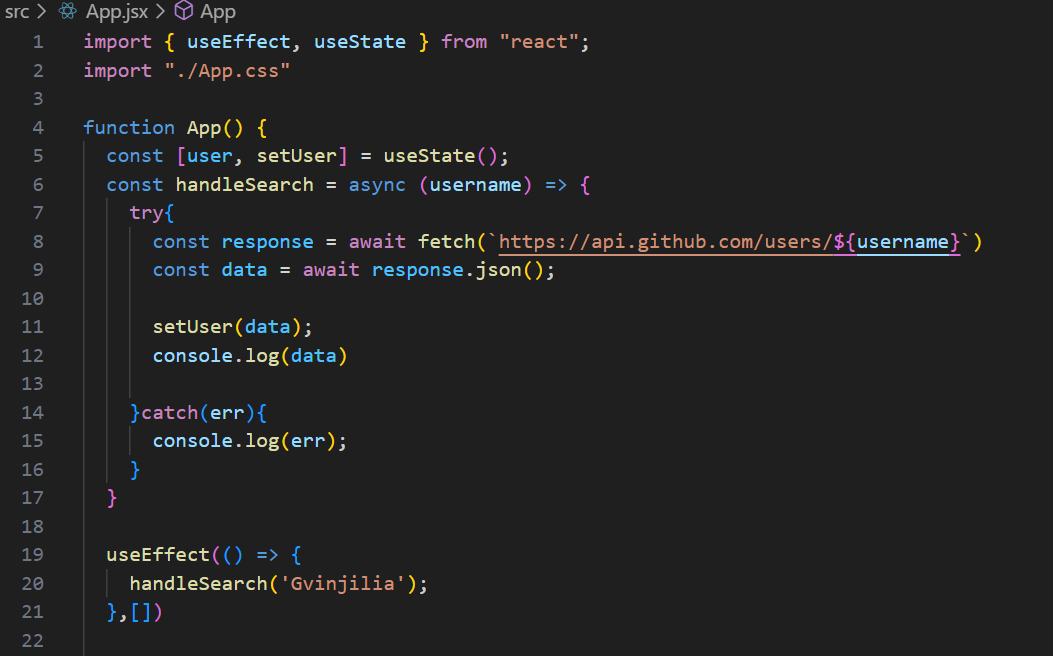 src > App.jsx > App
1 import { useEffect, useState } from "react";
2 import "./App.css"
3
4 function App() {
5   const [user, setUser] = useState();
6   const handleSearch = async (username) => {
7     try{
8       const response = await fetch(`https://api.github.com/users/${username}`)
9       const data = await response.json();
10
11       setUser(data);
12       console.log(data)
13
14     }catch(err){
15       console.log(err);
16     }
17   }
18
19   useEffect(() => {
20     handleSearch('Gvinjilia');
21   },[])
22